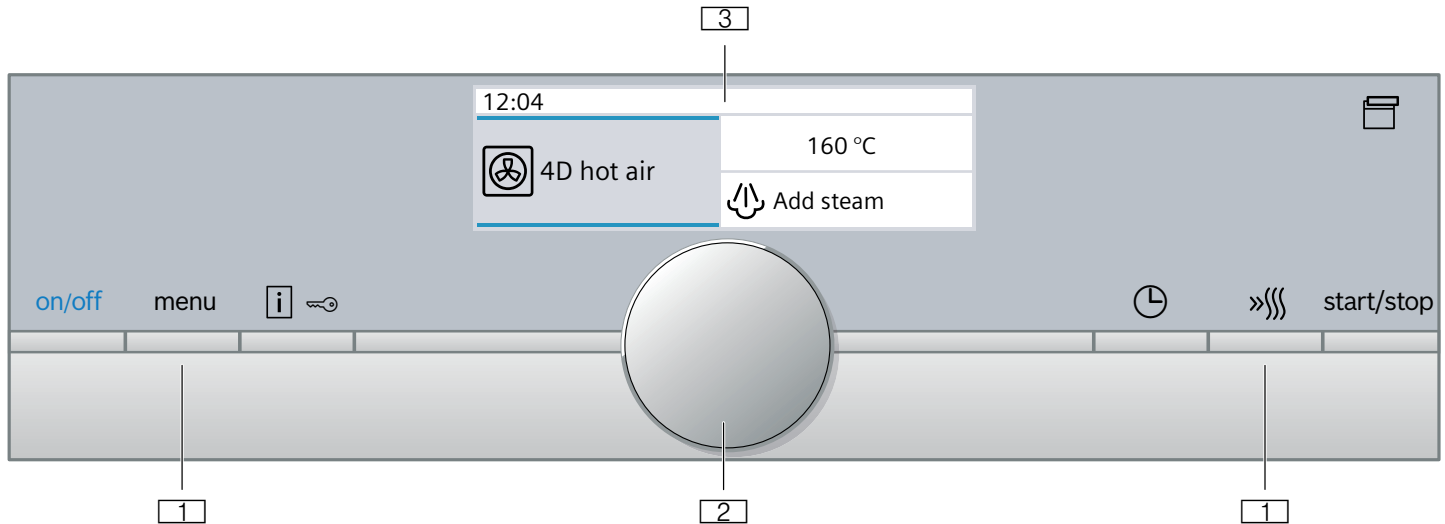 3
12:04
160 °C
4D hot air
Add steam
on/off menu i start/stop
1 2 1